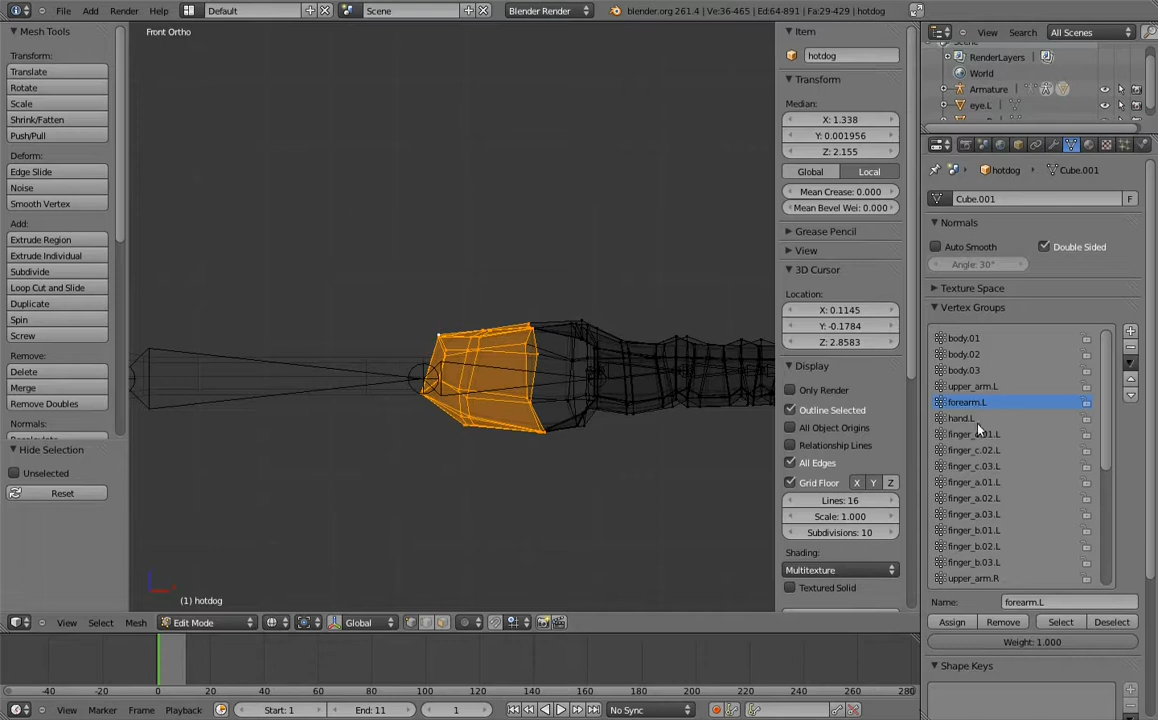 File Add Render Help Default Scene Blender Render blender.org 261.4 | Ve:36-465 | Ed:64-891 | Fa:29-429 | hotdog
Mesh Tools
Transform:
Translate
Rotate
Scale
Shrink/Fatten
Push/Pull
Deform:
Edge Slide
Noise
Smooth Vertex
Add:
Extrude Region
Extrude Individual
Subdivide
Loop Cut and Slide
Duplicate
Spin
Screw
Remove:
Delete
Merge
Remove Doubles
Normals:
Hide Selection
Unselected
Reset
Front Ortho
(1) hotdog
View Select Mesh Edit Mode Global
Item
hotdog
Transform
Median:
X: 1.338
Y: 0.001956
Z: 2.155
Global Local
Mean Crease: 0.000
Mean Bevel Wei: 0.000
Grease Pencil
View
3D Cursor
Location:
X: 0.1145
Y: -0.1784
Z: 2.8583
Display
Only Render
Outline Selected
All Object Origins
Relationship Lines
All Edges
Grid Floor X Y Z
Lines: 16
Scale: 1.000
Subdivisions: 10
Shading:
Multitexture
Textured Solid
View Search All Scenes
RenderLayers
World
Armature
eye.L
hotdog Cube.001
Cube.001 F
Normals
Auto Smooth Double Sided
Angle: 30°
Texture Space
Vertex Groups
body.01
body.02
body.03
upper_arm.L
forearm.L
hand.L
finger_c.02.L
finger_c.03.L
finger_a.01.L
finger_a.02.L
finger_a.03.L
finger_b.01.L
finger_b.02.L
finger_b.03.L
upper_arm.R
Name: forearm.L
Assign Remove Select Deselect
Weight: 1.000
Shape Keys
-40 -20 0 20 40 60 80 100 120 140 160 180 200 220 240 260 280
View Marker Frame Playback Start: 1 End: 11 1 No Sync